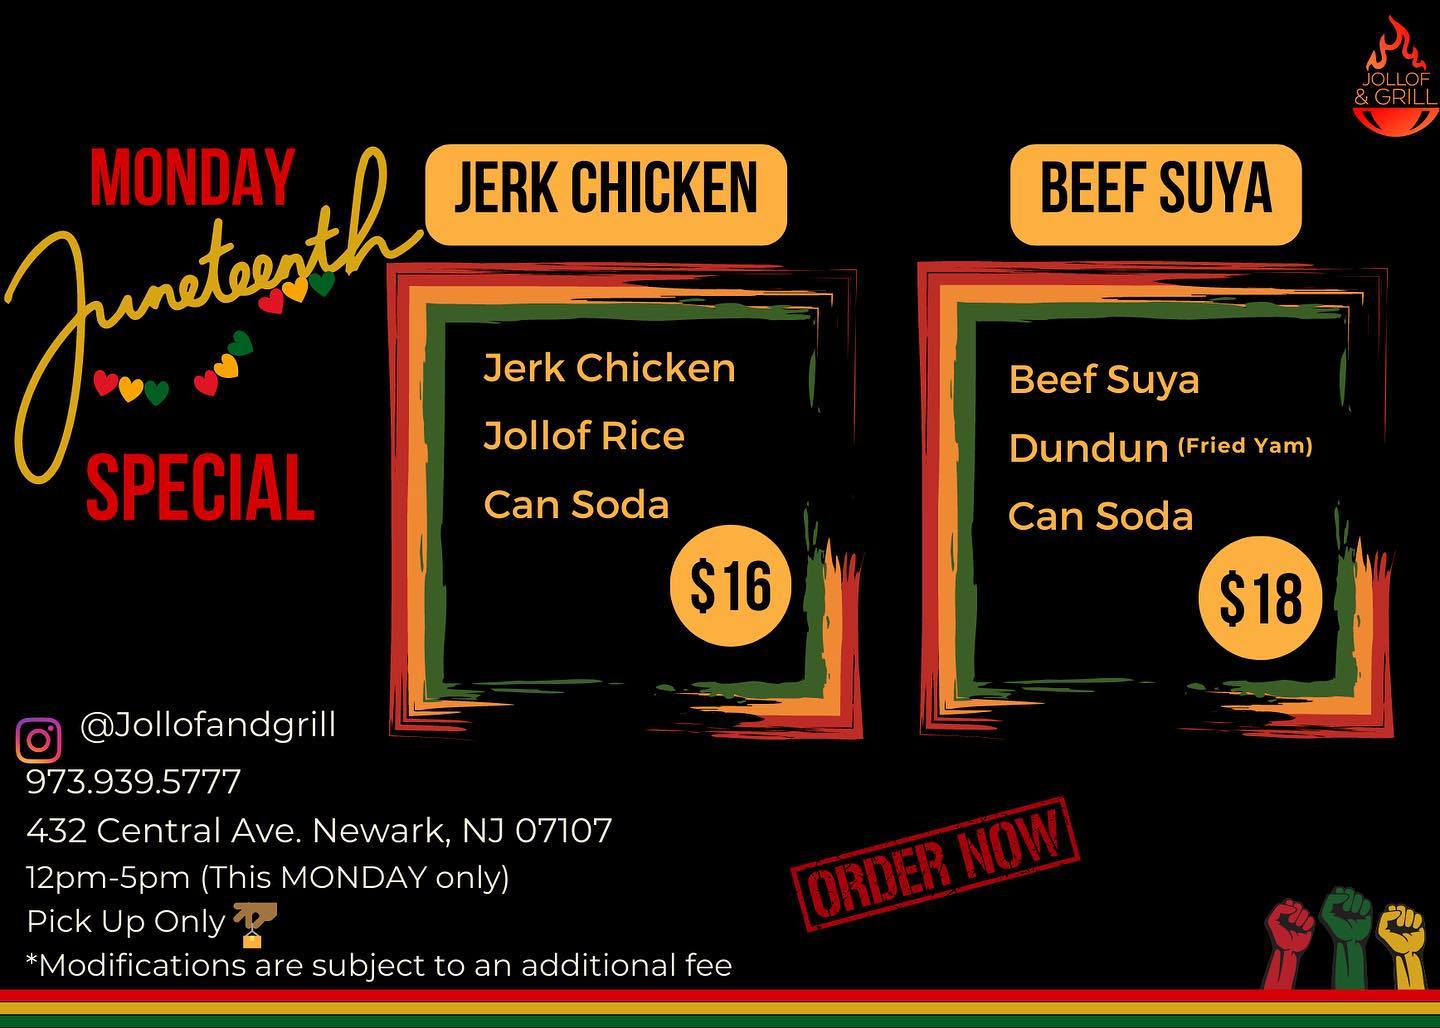 JOLLOF
& GRILL
MONDAY
Juneteenth
SPECIAL
JERK CHICKEN
Jerk Chicken
Jollof Rice
Can Soda
$16
BEEF SUYA
Beef Suya
Dundun (Fried Yam)
Can Soda
$18
@Jollofandgrill
973.939.5777
432 Central Ave. Newark, NJ 07107
12pm-5pm (This MONDAY only)
Pick Up Only
*Modifications are subject to an additional fee
ORDER NOW